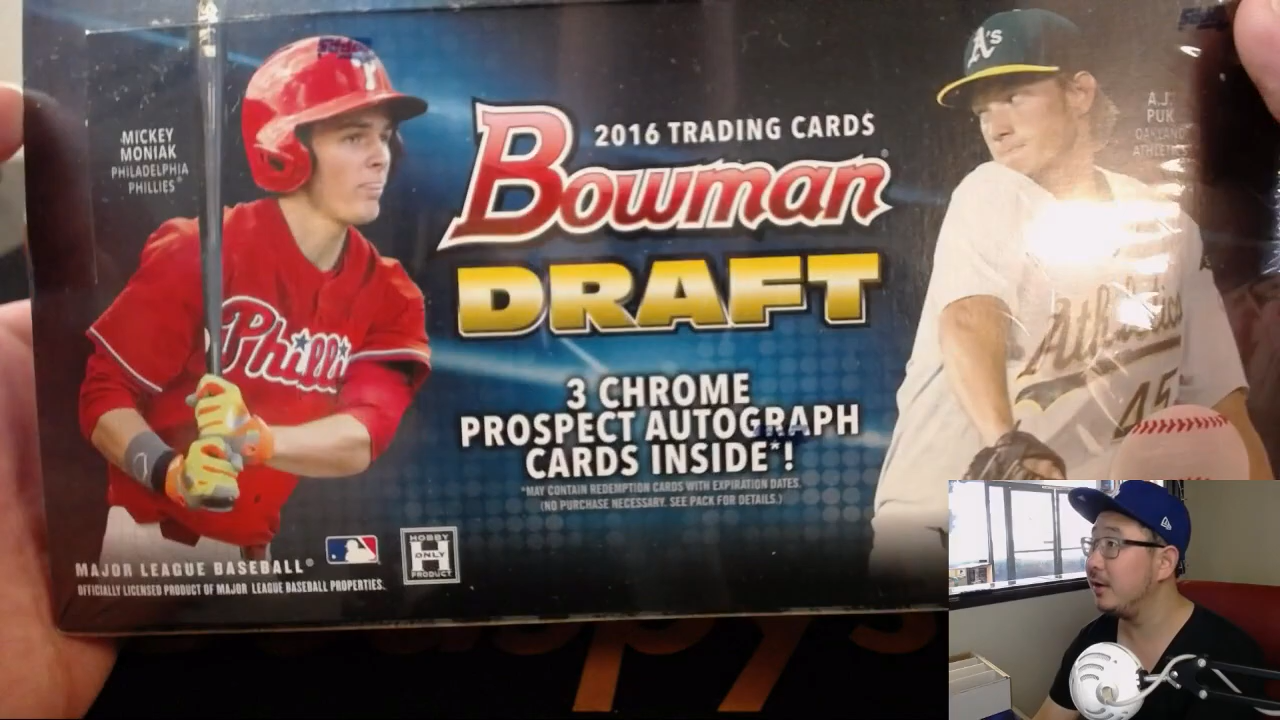 MICKEY
MONIAK
PHILADELPHIA
PHILLIES
2016 TRADING CARDS
Bowman
DRAFT
3 CHROME
PROSPECT AUTOGRAPH
CARDS INSIDE*!
*MAY CONTAIN REDEMPTION CARDS WITH EXPIRATION DATES.
(NO PURCHASE NECESSARY. SEE PACK FOR DETAILS.)
A.J.
PUK
OAKLAND
ATHLETICS
A's
P
Phillies
Athletics
45
HOBBY
H
ONLY
PRODUCT
MAJOR LEAGUE BASEBALL®
OFFICIALLY LICENSED PRODUCT OF MAJOR LEAGUE BASEBALL PROPERTIES.